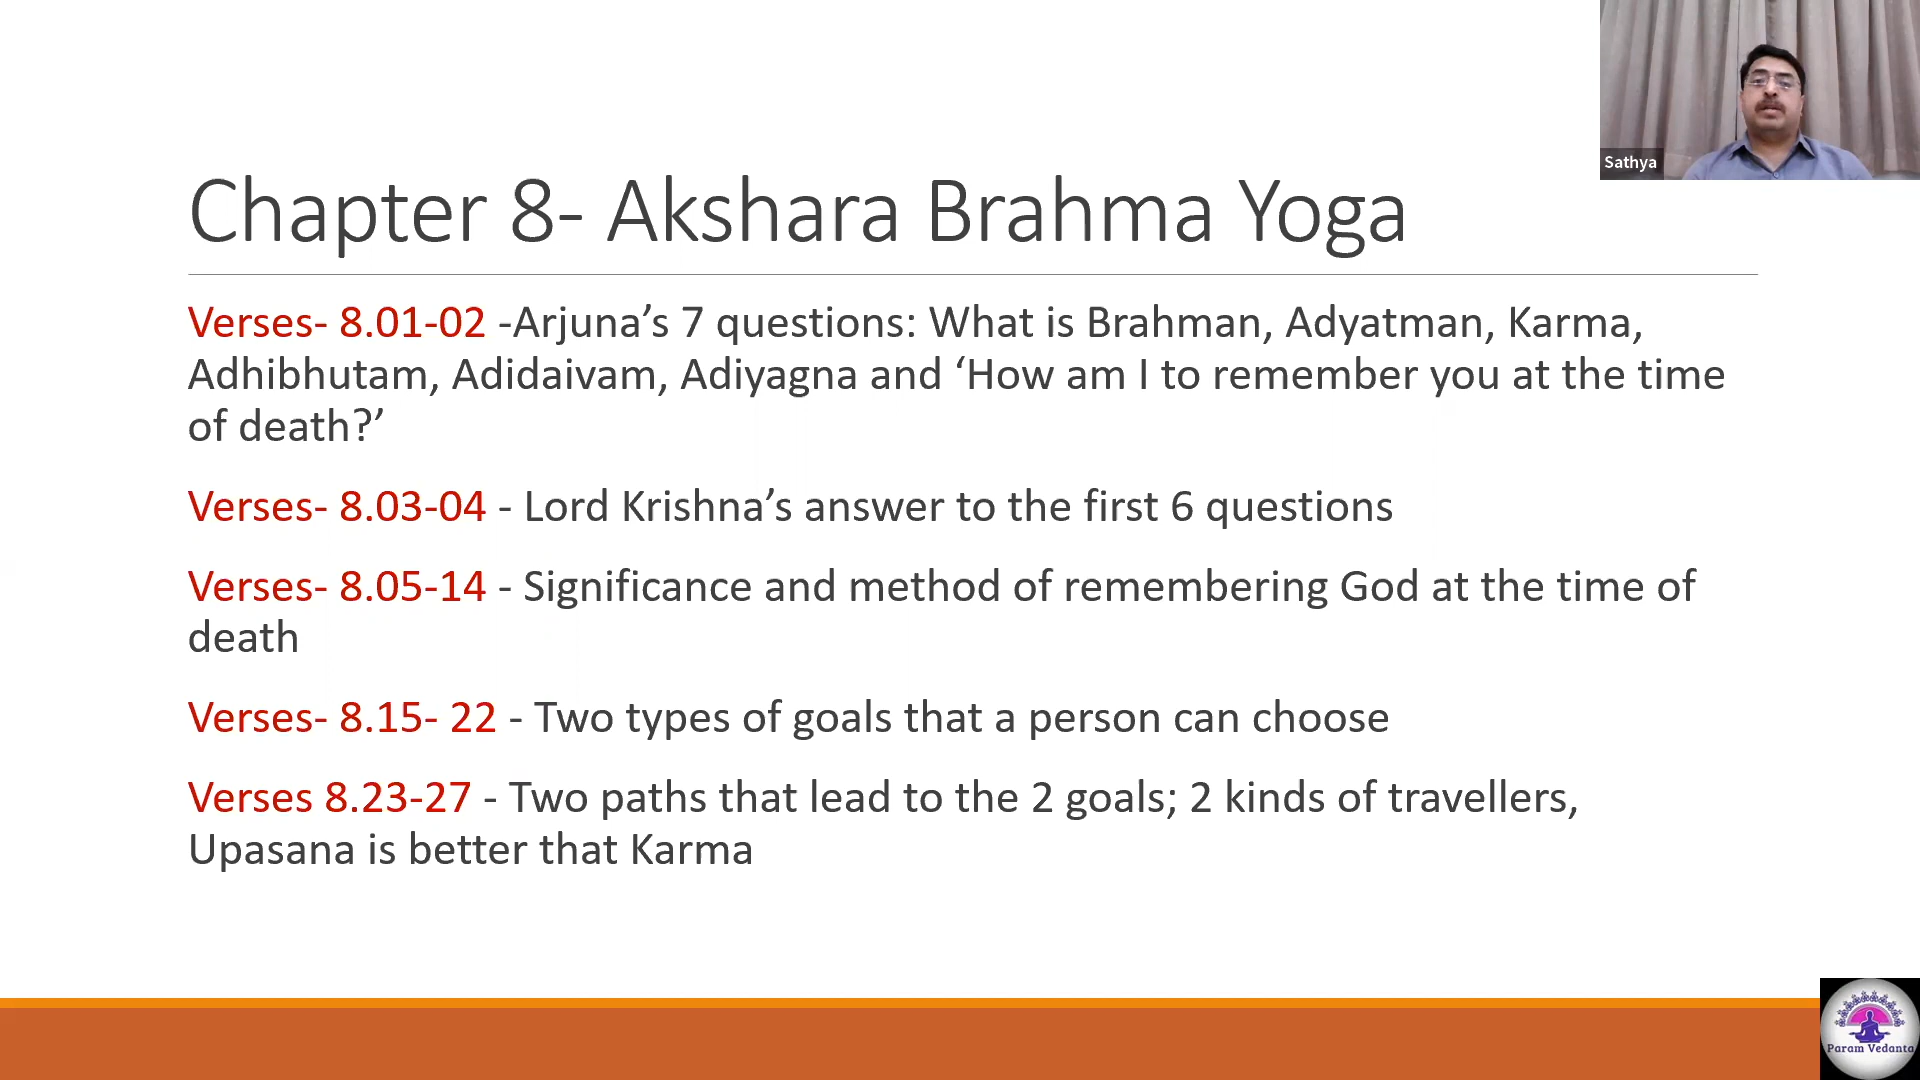 Sathya
Chapter 8- Akshara Brahma Yoga
Verses- 8.01-02 -Arjuna’s 7 questions: What is Brahman, Adyatman, Karma,
Adhibhutam, Adidaivam, Adiyagna and ‘How am I to remember you at the time
of death?’
Verses- 8.03-04 - Lord Krishna’s answer to the first 6 questions
Verses- 8.05-14 - Significance and method of remembering God at the time of
death
Verses- 8.15- 22 - Two types of goals that a person can choose
Verses 8.23-27 - Two paths that lead to the 2 goals; 2 kinds of travellers,
Upasana is better that Karma
Param Vedanta